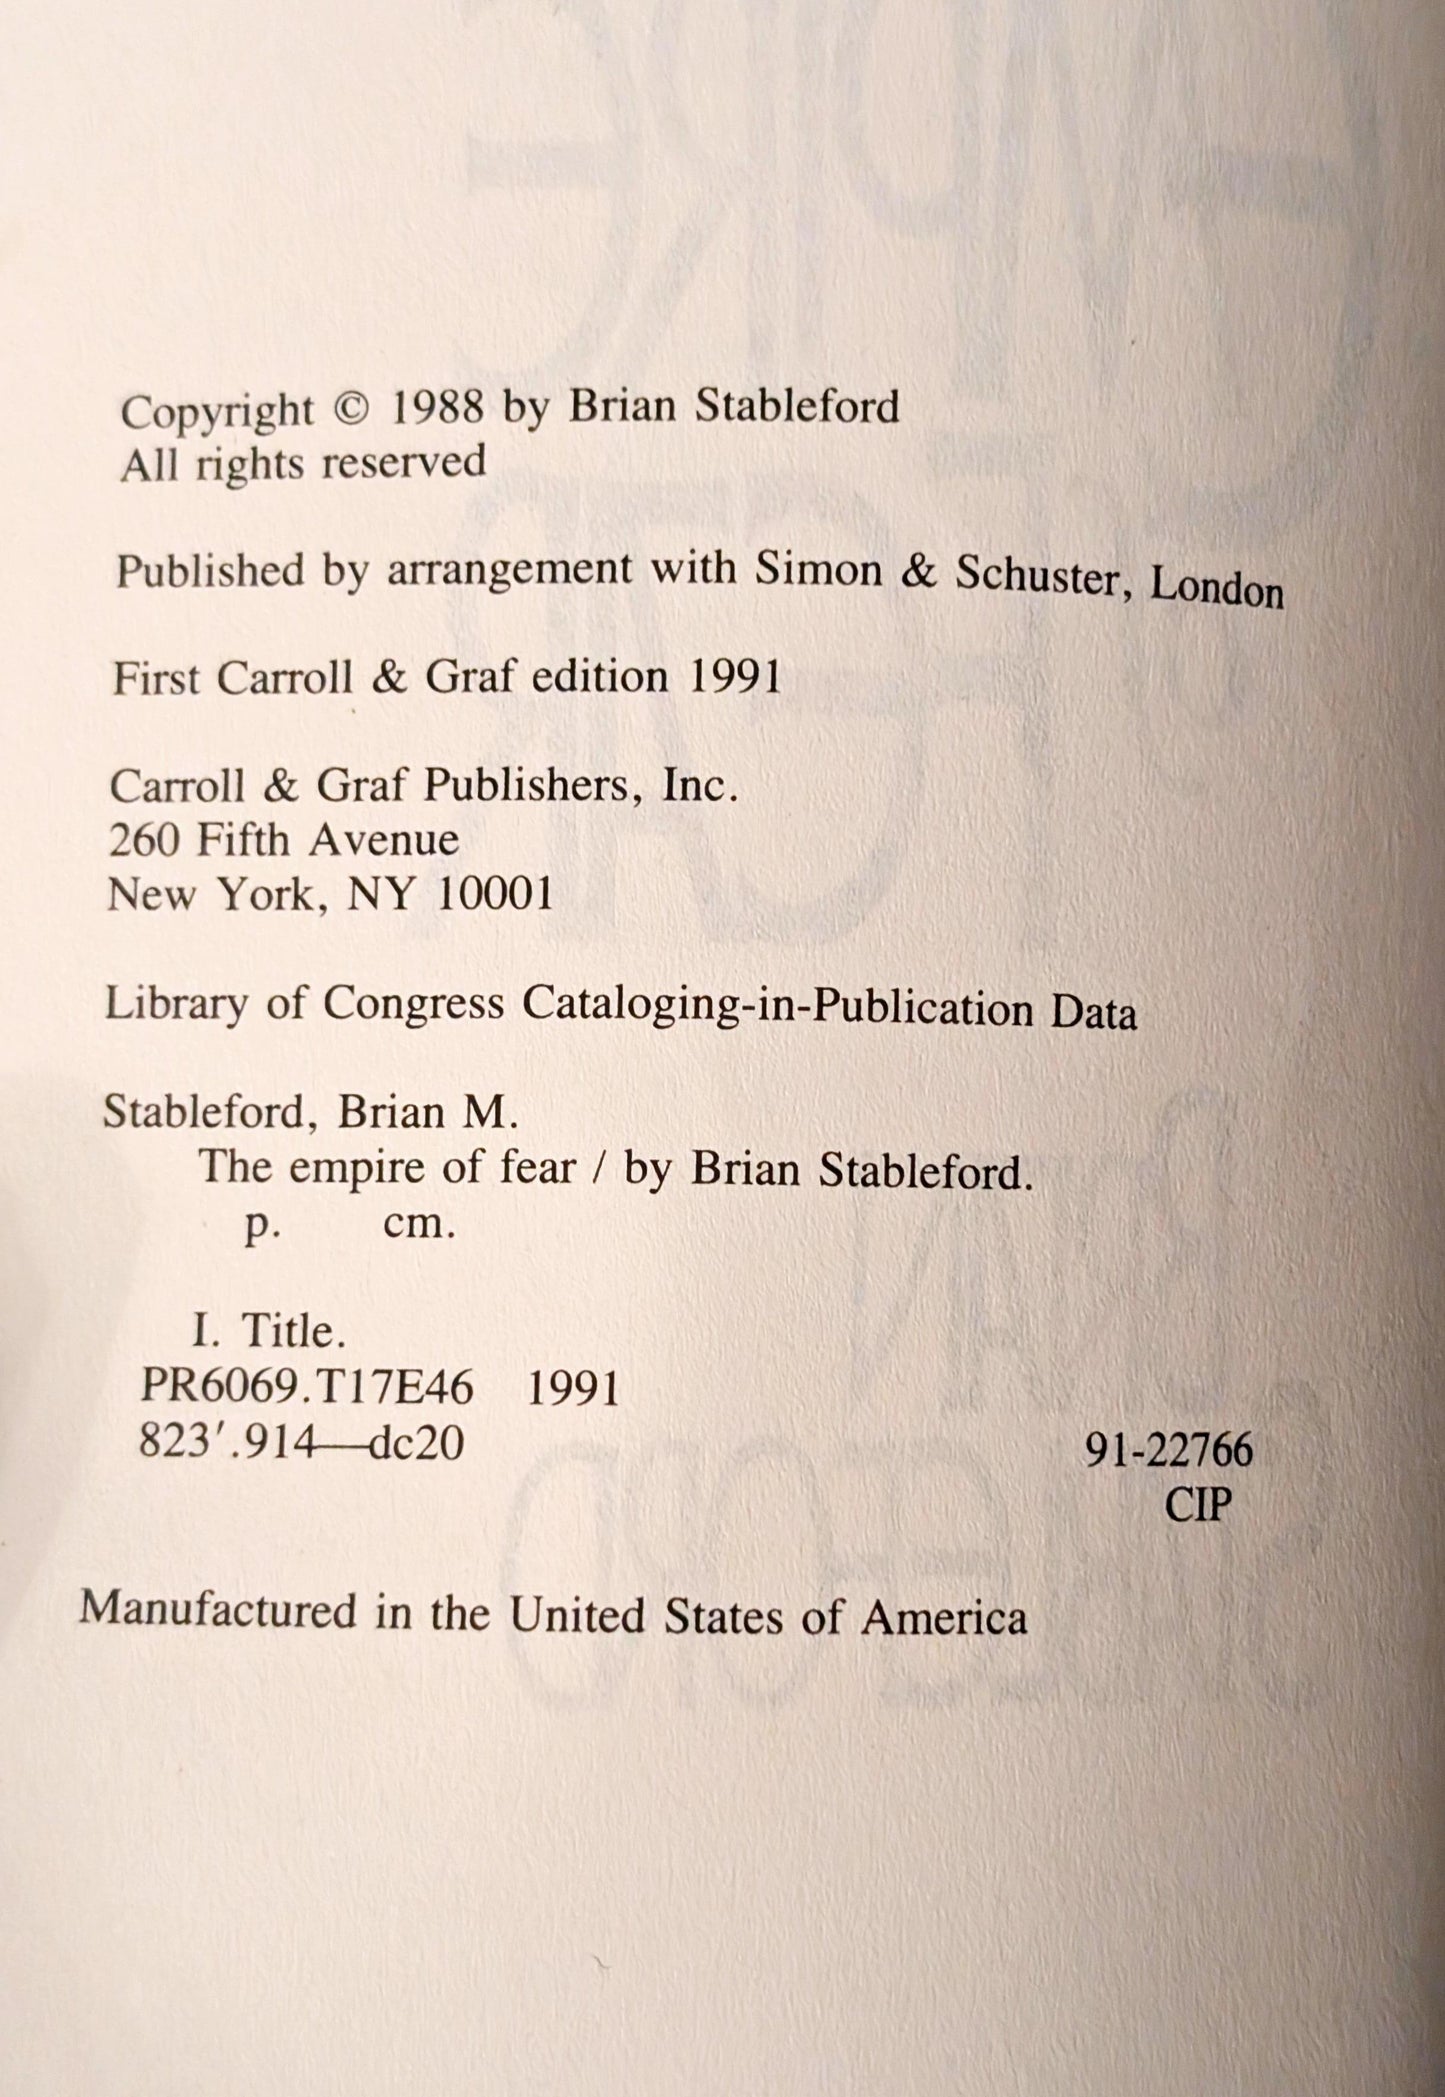 Copyright © 1988 by Brian Stableford
All rights reserved
Published by arrangement with Simon & Schuster, London
First Carroll & Graf edition 1991
Carroll & Graf Publishers, Inc.
260 Fifth Avenue
New York, NY 10001
Library of Congress Cataloging-in-Publication Data
Stableford, Brian M.
The empire of fear / by Brian Stableford.
p. cm.
I. Title.
PR6069.T17E46 1991
823′.914—dc20 91-22766
CIP
Manufactured in the United States of America